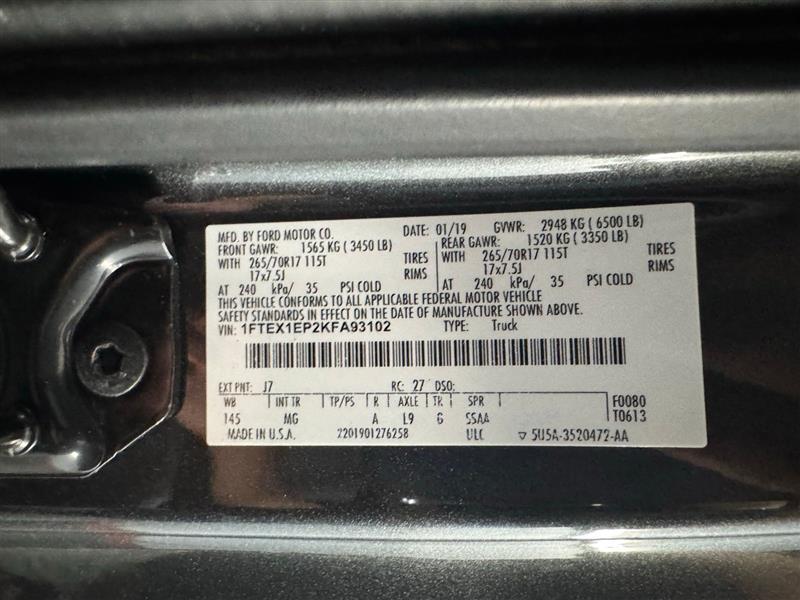 MFD. BY FORD MOTOR CO. DATE: 01/19 GVWR: 2948 KG ( 6500 LB)
FRONT GAWR: 1565 KG ( 3450 LB) REAR GAWR: 1520 KG ( 3350 LB)
WITH 265/70R17 115T TIRES WITH 265/70R17 115T TIRES
17x7.5J RIMS 17x7.5J RIMS
AT 240 kPa/ 35 PSI COLD AT 240 kPa/ 35 PSI COLD
THIS VEHICLE CONFORMS TO ALL APPLICABLE FEDERAL MOTOR VEHICLE
SAFETY STANDARDS IN EFFECT ON THE DATE OF MANUFACTURE SHOWN ABOVE.
VIN: 1FTEX1EP2KFA93102 TYPE: Truck
EXT PNT: J7 RC: 27 DSO: F0080
WB INT TR TP/PS R AXLE TR SPR T0613
145 MG A L9 6 SSAA
MADE IN U.S.A. 2201901276258 ULC ▽ 5U5A-3520472-AA